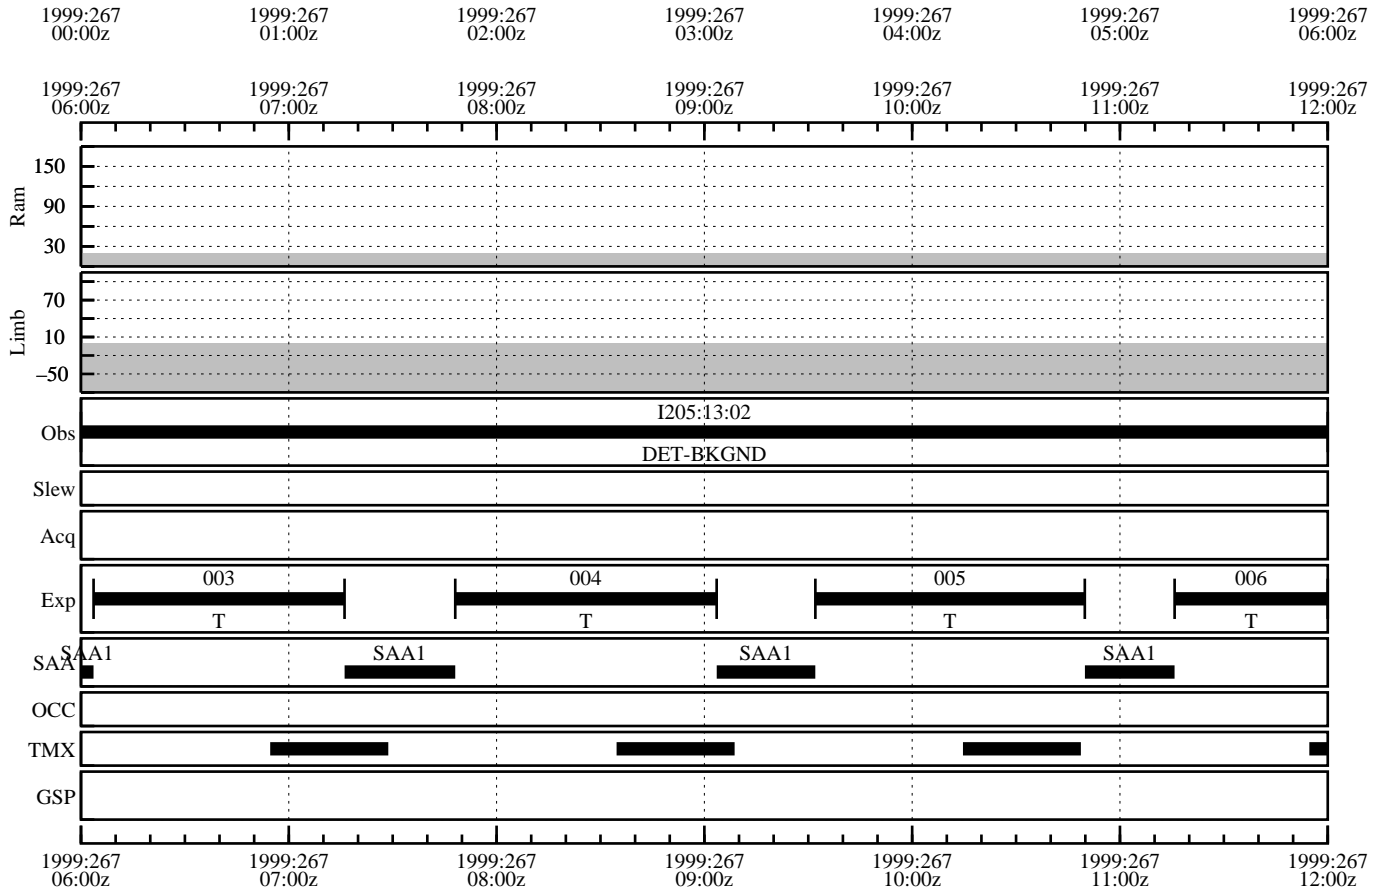 1999:267 1999:267 1999:267 1999:267 1999:267 1999:267 1999:267
00:00z 01:00z 02:00z 03:00z 04:00z 05:00z 06:00z
1999:267 1999:267 1999:267 1999:267 1999:267 1999:267 1999:267
06:00z 07:00z 08:00z 09:00z 10:00z 11:00z 12:00z
Ram
150
90
30
Limb
70
10
–50
I205:13:02
Obs
DET-BKGND
Slew
Acq
003 004 005 006
Exp
T T T T
SAA1 SAA1 SAA1 SAA1
SAA
OCC
TMX
GSP
1999:267 1999:267 1999:267 1999:267 1999:267 1999:267 1999:267
06:00z 07:00z 08:00z 09:00z 10:00z 11:00z 12:00z